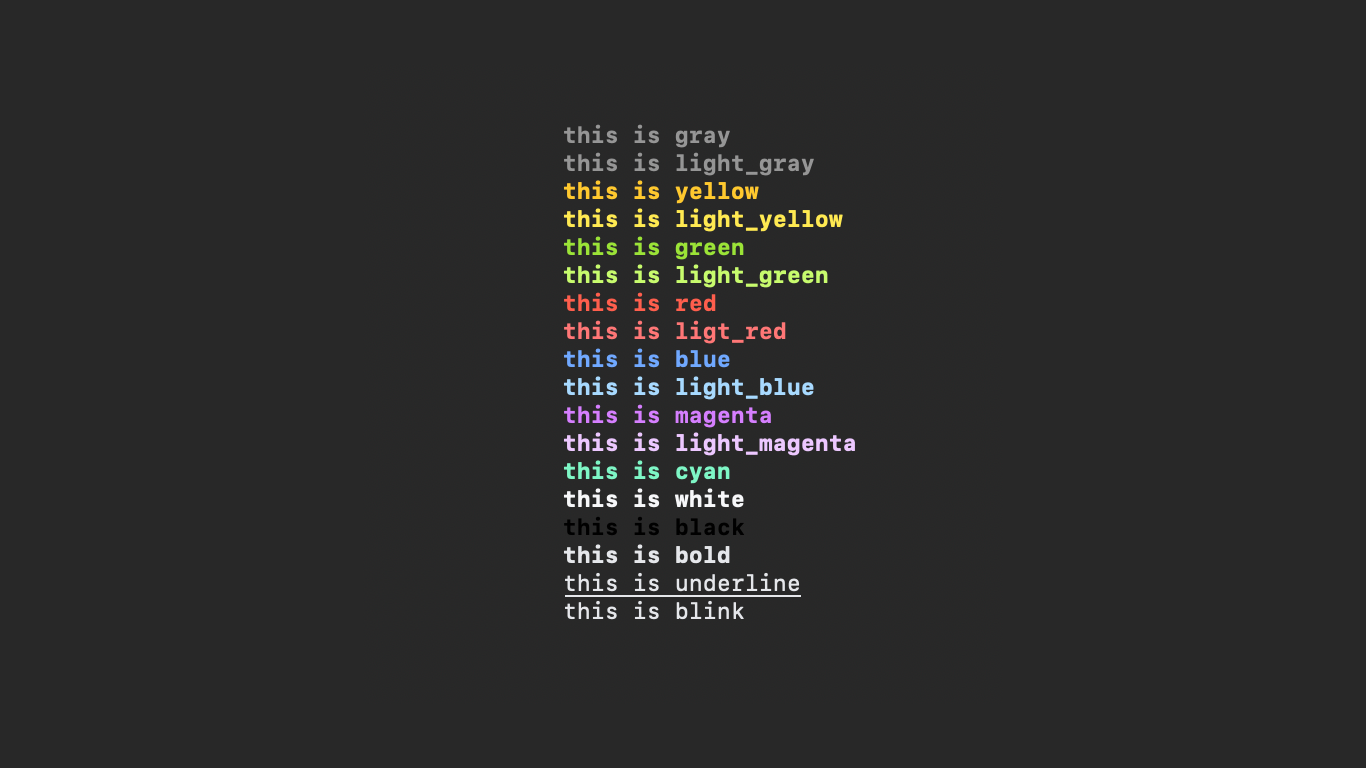 this is gray
this is light_gray
this is yellow
this is light_yellow
this is green
this is light_green
this is red
this is ligt_red
this is blue
this is light_blue
this is magenta
this is light_magenta
this is cyan
this is white
this is black
this is bold
this is underline
this is blink